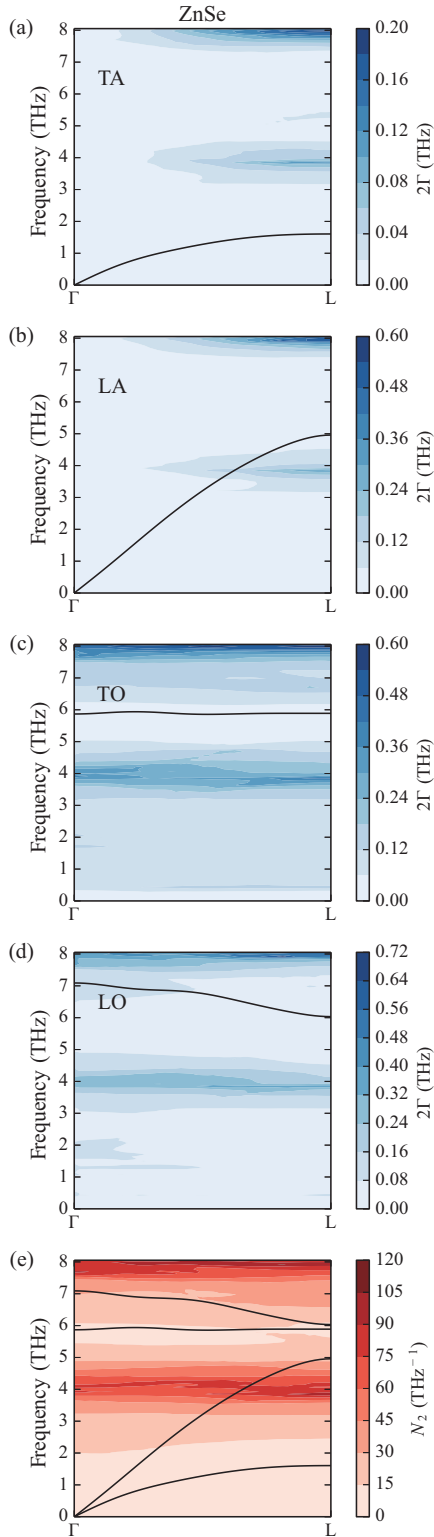 ZnSe
(a)
TA
Frequency (THz)
8
7
6
5
4
3
2
1
0
Γ
L
0.20
0.16
0.12
0.08
0.04
0.00
2Γ (THz)
(b)
LA
Frequency (THz)
8
7
6
5
4
3
2
1
0
Γ
L
0.60
0.48
0.36
0.24
0.12
0.00
2Γ (THz)
(c)
TO
Frequency (THz)
8
7
6
5
4
3
2
1
0
Γ
L
0.60
0.48
0.36
0.24
0.12
0.00
2Γ (THz)
(d)
LO
Frequency (THz)
8
7
6
5
4
3
2
1
0
Γ
L
0.72
0.64
0.56
0.48
0.40
0.32
0.24
0.16
0.08
0.00
2Γ (THz)
(e)
Frequency (THz)
8
7
6
5
4
3
2
1
0
Γ
L
120
105
90
75
60
45
30
15
0
N₂ (THz⁻¹)